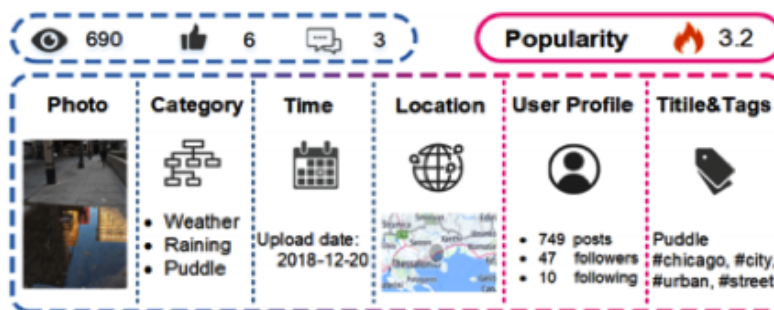 690 6 3
Popularity 3.2
Photo
Category
Weather
Raining
Puddle
Time
Upload date:
2018-12-20
Location
User Profile
749 posts
47 followers
10 following
Titile&Tags
Puddle
#chicago, #city,
#urban, #street